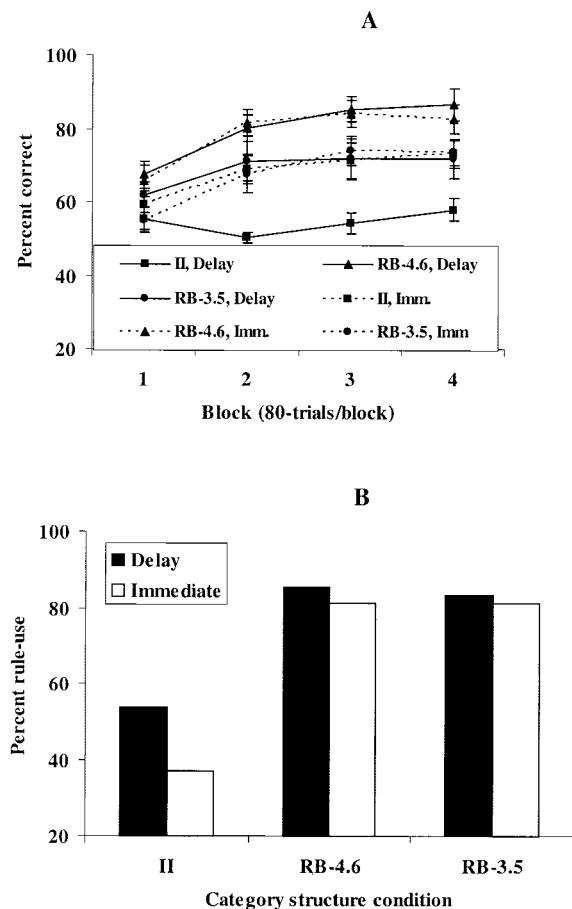 A
100
80
60
40
20
Percent correct
II, Delay
RB-4.6, Delay
RB-3.5, Delay
II, Imm.
RB-4.6, Imm.
RB-3.5, Imm
1 2 3 4
Block (80-trials/block)
B
100
80
60
40
20
Percent rule-use
Delay
Immediate
II RB-4.6 RB-3.5
Category structure condition